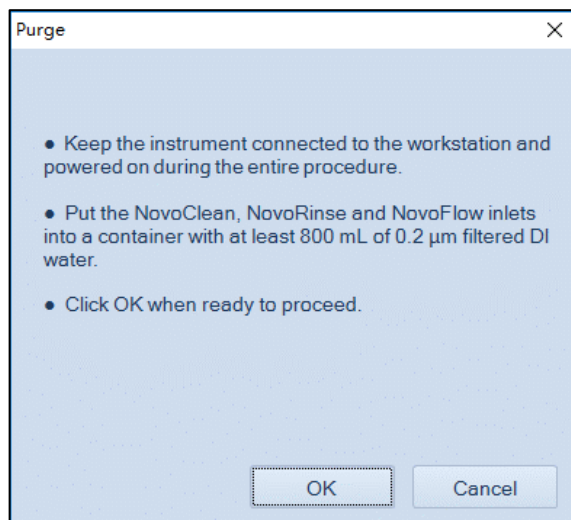 Purge
● Keep the instrument connected to the workstation and
powered on during the entire procedure.
● Put the NovoClean, NovoRinse and NovoFlow inlets
into a container with at least 800 mL of 0.2 µm filtered DI
water.
● Click OK when ready to proceed.
OK
Cancel